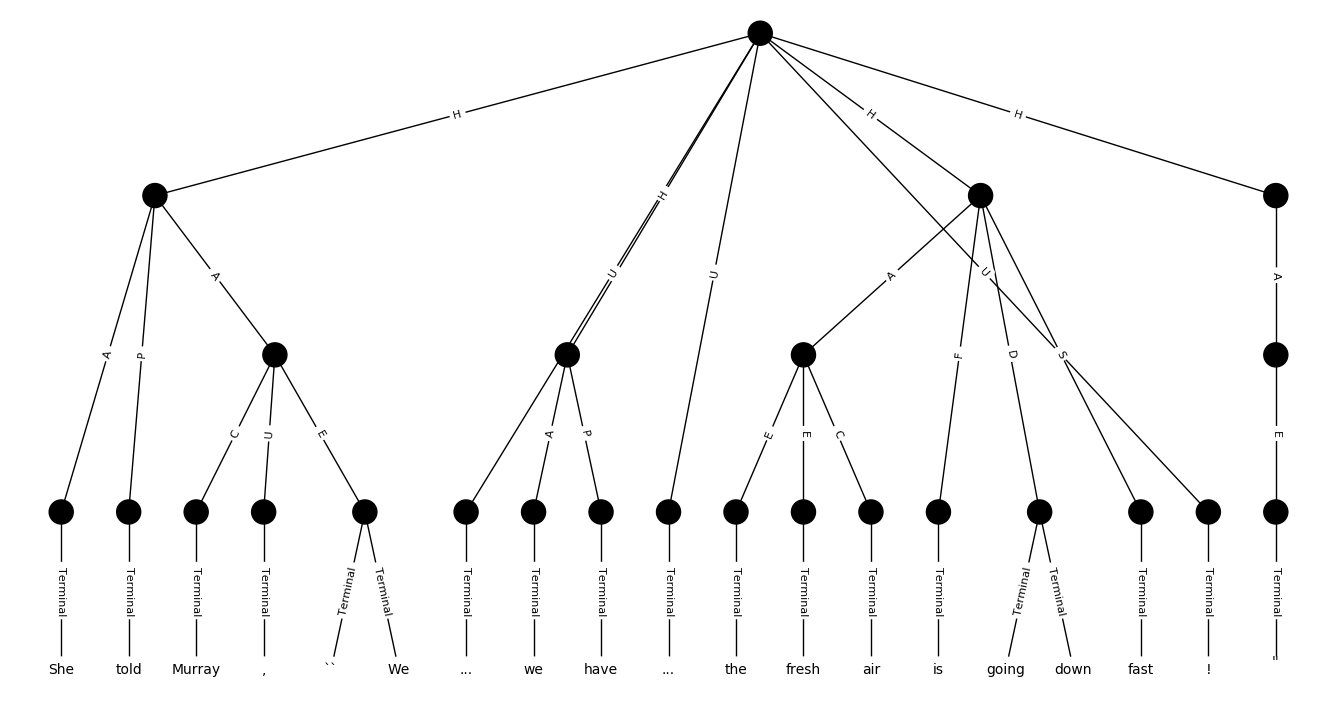 H H H H
U U U
A A A A
P F D S
C U E A P E E C E
Terminal Terminal Terminal Terminal Terminal Terminal Terminal Terminal Terminal Terminal Terminal Terminal Terminal Terminal Terminal Terminal Terminal Terminal
She told Murray , `` We ... we have ... the fresh air is going down fast ! "